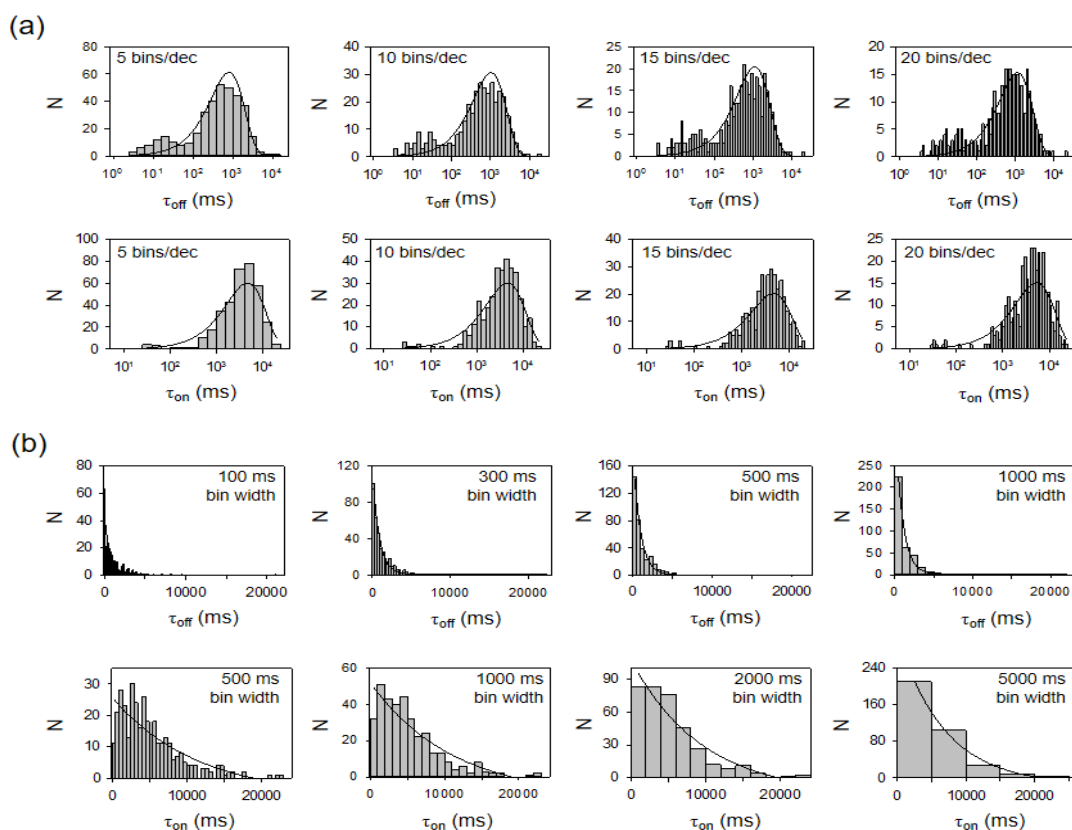 (a)
80
60
40
20
0
N
5 bins/dec
10⁰ 10¹ 10² 10³ 10⁴
τoff (ms)
40
30
20
10
0
N
10 bins/dec
10⁰ 10¹ 10² 10³ 10⁴
τoff (ms)
25
20
15
10
5
0
N
15 bins/dec
10⁰ 10¹ 10² 10³ 10⁴
τoff (ms)
20
15
10
5
0
N
20 bins/dec
10⁰ 10¹ 10² 10³ 10⁴
τoff (ms)
100
80
60
40
20
0
N
5 bins/dec
10¹ 10² 10³ 10⁴
τon (ms)
50
40
30
20
10
0
N
10 bins/dec
10¹ 10² 10³ 10⁴
τon (ms)
40
30
20
10
0
N
15 bins/dec
10¹ 10² 10³ 10⁴
τon (ms)
25
20
15
10
5
0
N
20 bins/dec
10¹ 10² 10³ 10⁴
τon (ms)
(b)
80
60
40
20
0
N
100 ms
bin width
0 10000 20000
τoff (ms)
120
80
40
0
N
300 ms
bin width
0 10000 20000
τoff (ms)
160
120
80
40
0
N
500 ms
bin width
0 10000 20000
τoff (ms)
250
200
150
100
50
0
N
1000 ms
bin width
0 10000 20000
τoff (ms)
30
20
10
0
N
500 ms
bin width
0 10000 20000
τon (ms)
60
40
20
0
N
1000 ms
bin width
0 10000 20000
τon (ms)
90
60
30
0
N
2000 ms
bin width
0 10000 20000
τon (ms)
240
160
80
0
N
5000 ms
bin width
0 10000 20000
τon (ms)